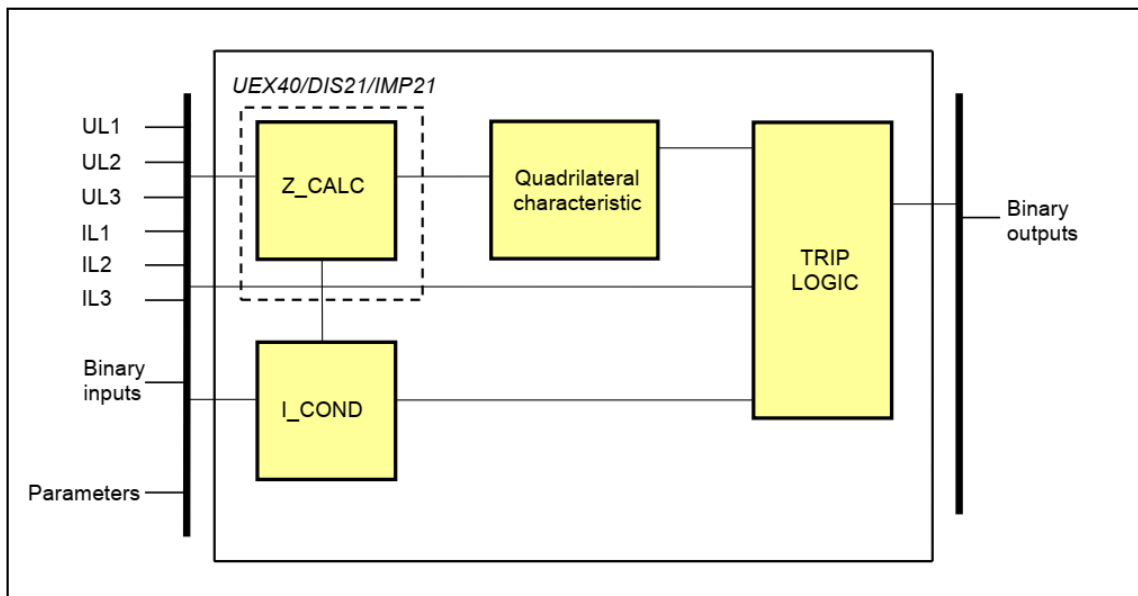 UEX40/DIS21/IMP21
UL1
UL2
UL3
IL1
IL2
IL3
Binary
inputs
Parameters
Z_CALC
I_COND
Quadrilateral
characteristic
TRIP
LOGIC
Binary
outputs